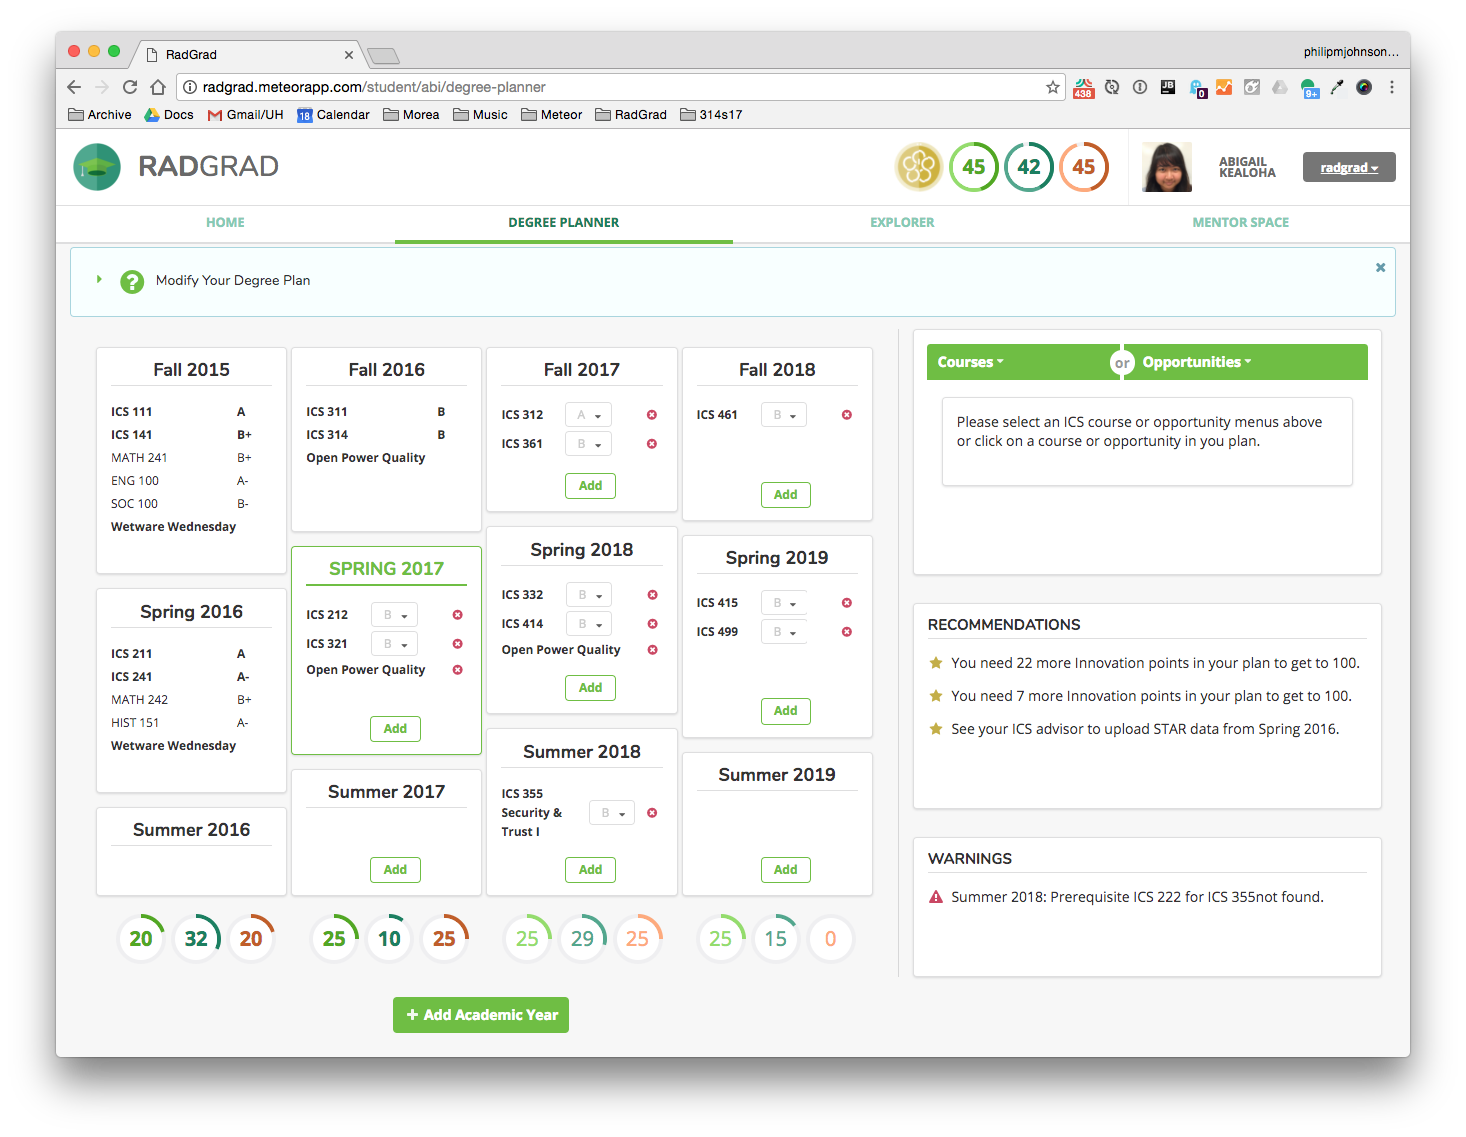 RadGrad
philipmjohnson...
radgrad.meteorapp.com/student/abi/degree-planner
438
JB
0
9+
Archive Docs Gmail/UH 18 Calendar Morea Music Meteor RadGrad 314s17
RADGRAD
45 42 45
ABIGAIL
KEALOHA
radgrad
HOME DEGREE PLANNER EXPLORER MENTOR SPACE
? Modify Your Degree Plan
Fall 2015
ICS 111 A
ICS 141 B+
MATH 241 B+
ENG 100 A-
SOC 100 B-
Wetware Wednesday
Spring 2016
ICS 211 A
ICS 241 A-
MATH 242 B+
HIST 151 A-
Wetware Wednesday
Summer 2016
20 32 20
Fall 2016
ICS 311 B
ICS 314 B
Open Power Quality
SPRING 2017
ICS 212 B
ICS 321 B
Open Power Quality
Add
Summer 2017
Add
25 10 25
Fall 2017
ICS 312 A
ICS 361 B
Add
Spring 2018
ICS 332 B
ICS 414 B
Open Power Quality
Add
Summer 2018
ICS 355
Security & B
Trust I
Add
25 29 25
Fall 2018
ICS 461 B
Add
Spring 2019
ICS 415 B
ICS 499 B
Add
Summer 2019
Add
25 15 0
+ Add Academic Year
Courses or Opportunities
Please select an ICS course or opportunity menus above
or click on a course or opportunity in you plan.
RECOMMENDATIONS
You need 22 more Innovation points in your plan to get to 100.
You need 7 more Innovation points in your plan to get to 100.
See your ICS advisor to upload STAR data from Spring 2016.
WARNINGS
Summer 2018: Prerequisite ICS 222 for ICS 355not found.